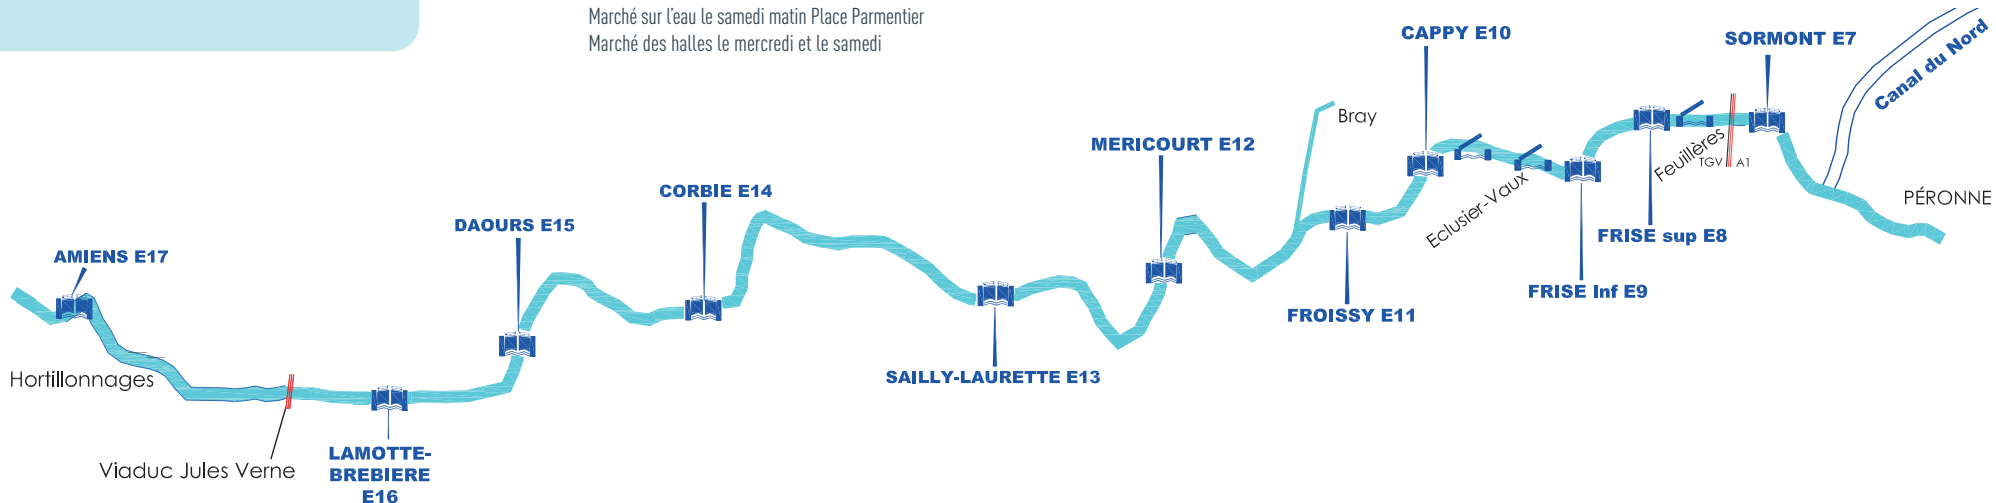 Marché sur l'eau le samedi matin Place Parmentier
Marché des halles le mercredi et le samedi
CAPPY E10
SORMONT E7
Canal du Nord
Bray
MERICOURT E12
Feuillères
TGV
A1
CORBIE E14
Eclusier-Vaux
PÉRONNE
DAOURS E15
FRISE sup E8
AMIENS E17
FRISE Inf E9
FROISSY E11
Hortillonnages
SAILLY-LAURETTE E13
Viaduc Jules Verne
LAMOTTE-
BREBIERE
E16